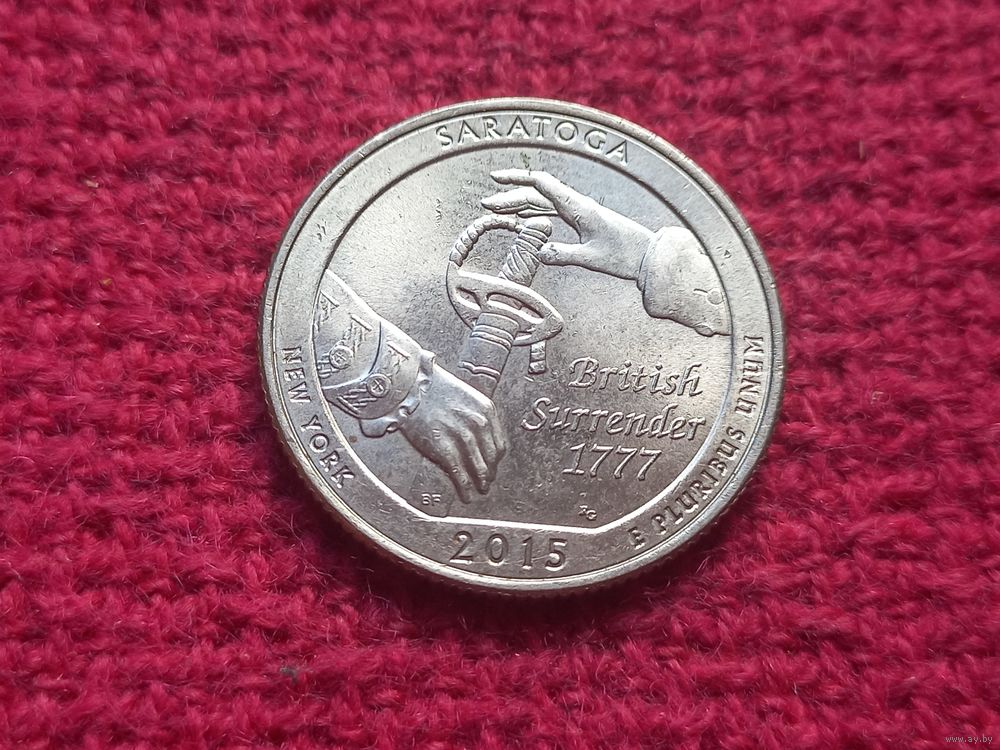 SARATOGA
British
Surrender
1777
NEW YORK
BF
PG
2015
E PLURIBUS UNUM
www.ay.by